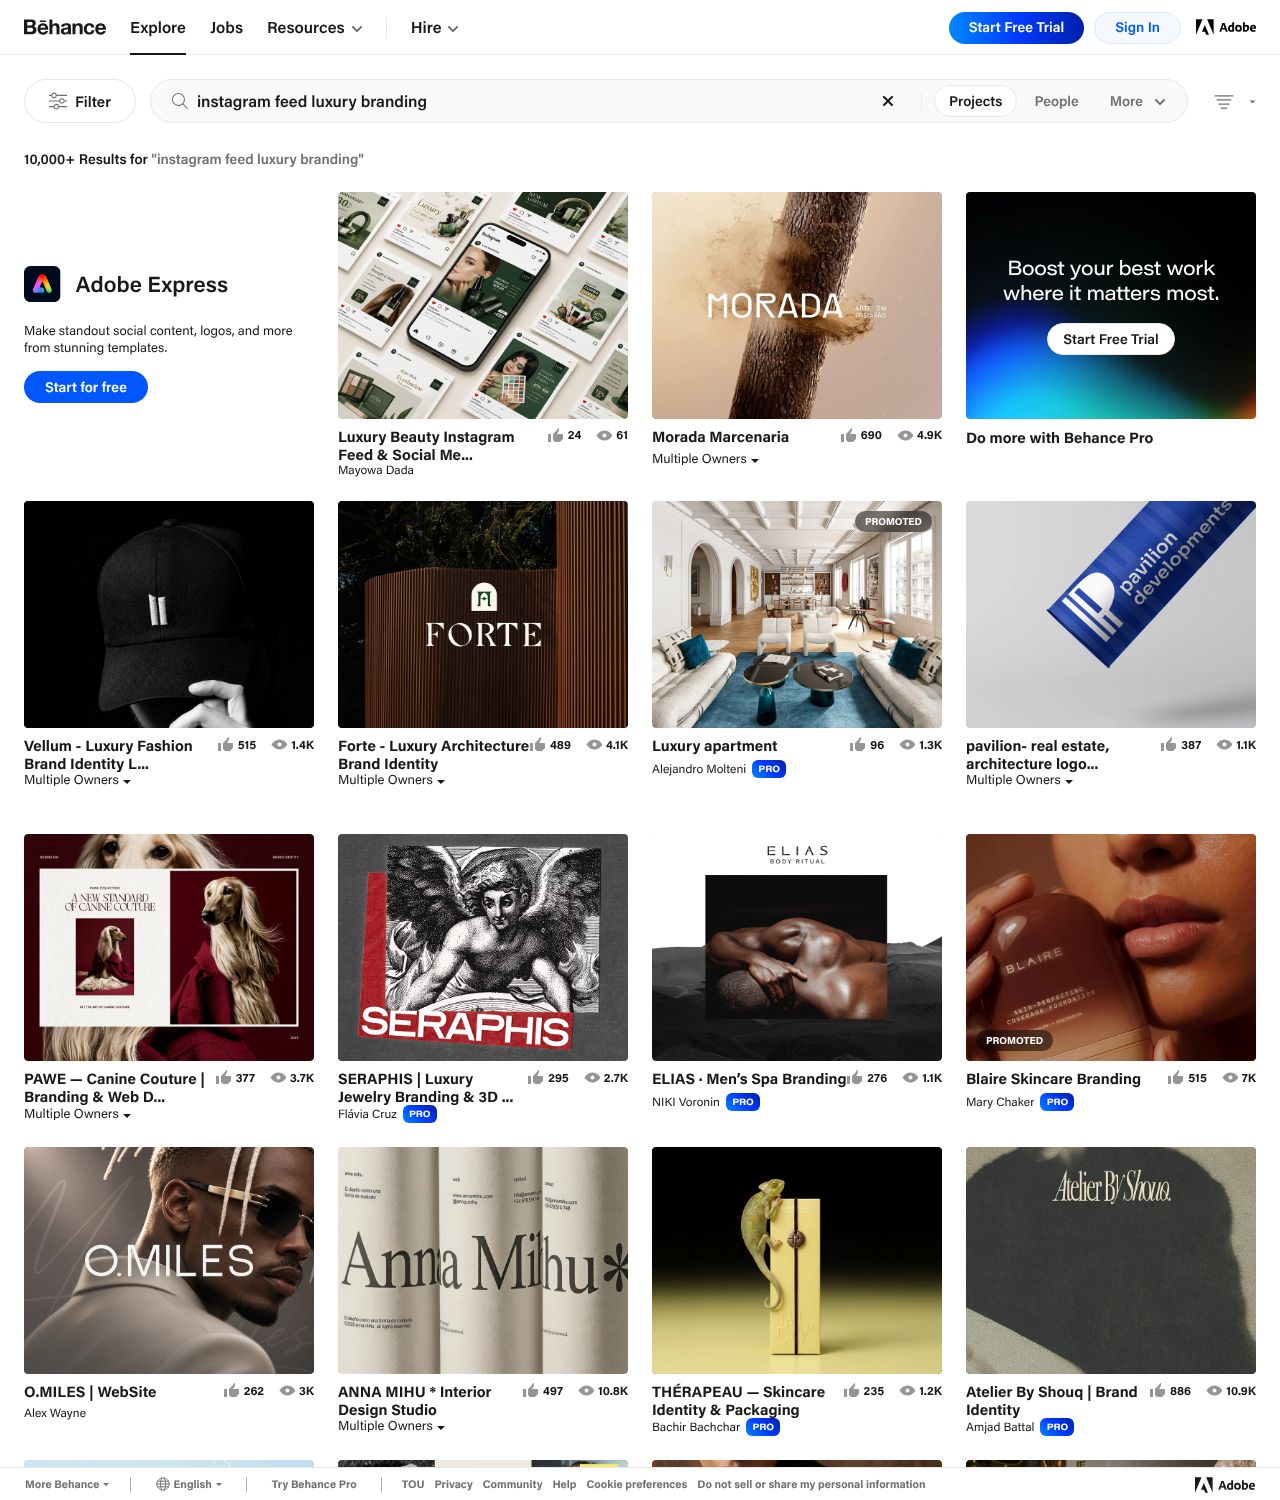 Bēhance
Explore
Jobs
Resources
Hire
Start Free Trial
Sign In
Adobe
Filter
instagram feed luxury branding
Projects
People
More
10,000+ Results for "instagram feed luxury branding"
Adobe Express
Make standout social content, logos, and more
from stunning templates.
Start for free
Luxury Beauty Instagram
Feed & Social Me...
24
61
Mayowa Dada
MORADA
ARTE EM
PRECISÃO
Morada Marcenaria
690
4.9K
Multiple Owners
Boost your best work
where it matters most.
Start Free Trial
Do more with Behance Pro
Vellum - Luxury Fashion
Brand Identity L...
515
1.4K
Multiple Owners
FORTE
Forte - Luxury Architecture
Brand Identity
489
4.1K
Multiple Owners
PROMOTED
Luxury apartment
96
1.3K
Alejandro Molteni
PRO
pavilion
developments
pavilion- real estate,
architecture logo...
387
1.1K
Multiple Owners
A NEW STANDARD
OF CANINE COUTURE
PAWE — Canine Couture |
Branding & Web D...
377
3.7K
Multiple Owners
SERAPHIS
SERAPHIS | Luxury
Jewelry Branding & 3D ...
295
2.7K
Flávia Cruz
PRO
ELIAS
BODY RITUAL
ELIAS · Men's Spa Branding
276
1.1K
NIKI Voronin
PRO
BLAIRE
SKIN-PERFECTING
COVERAGE FOUNDATION
PROMOTED
Blaire Skincare Branding
515
7K
Mary Chaker
PRO
O.MILES
O.MILES | WebSite
262
3K
Alex Wayne
Anna Mihu*
ANNA MIHU * Interior
Design Studio
497
10.8K
Multiple Owners
THÉRAPEAU — Skincare
Identity & Packaging
235
1.2K
Bachir Bachchar
PRO
Atelier By Shouq.
Atelier By Shouq | Brand
Identity
886
10.9K
Amjad Battal
PRO
More Behance
English
Try Behance Pro
TOU
Privacy
Community
Help
Cookie preferences
Do not sell or share my personal information
Adobe